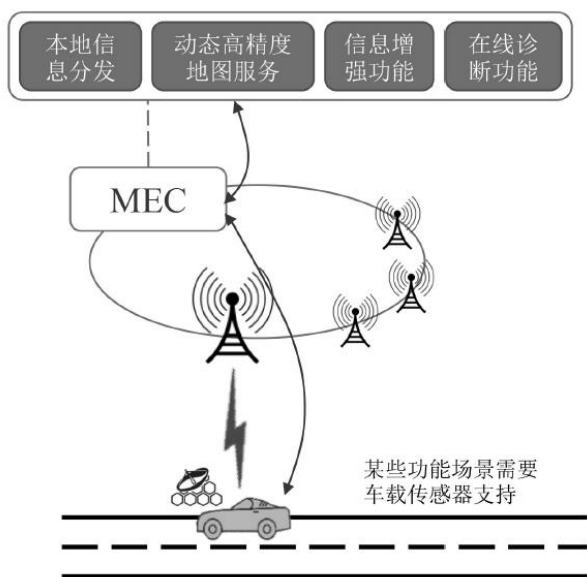 本地信
息分发
动态高精度
地图服务
信息增
强功能
在线诊
断功能
MEC
某些功能场景需要
车载传感器支持